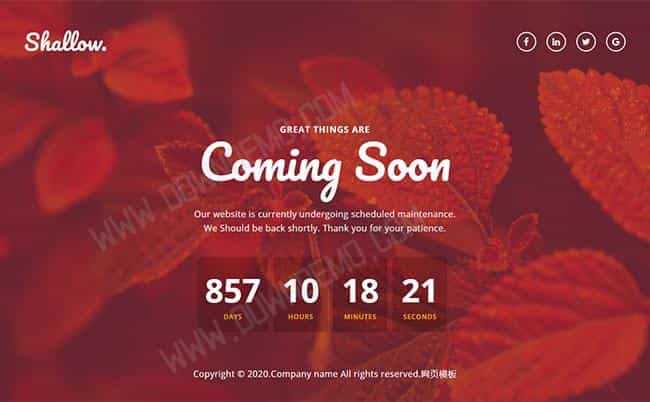 Shallow.
GREAT THINGS ARE
Coming Soon
Our website is currently undergoing scheduled maintenance.
We Should be back shortly. Thank you for your patience.
857 10 18 21
DAYS HOURS MINUTES SECONDS
Copyright © 2020.Company name All rights reserved.网页模板
WWW.DOWNDEMO.COM
WWW.DOWNDEMO.COM